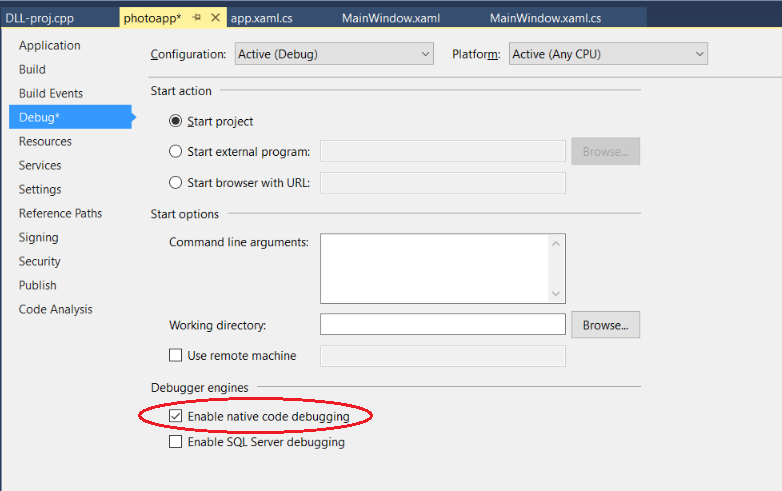 DLL-proj.cpp photoapp* app.xaml.cs MainWindow.xaml MainWindow.xaml.cs
Application
Build
Build Events
Debug*
Resources
Services
Settings
Reference Paths
Signing
Security
Publish
Code Analysis
Configuration: Active (Debug) Platform: Active (Any CPU)
Start action
Start project
Start external program: Browse...
Start browser with URL:
Start options
Command line arguments:
Working directory: Browse...
Use remote machine
Debugger engines
Enable native code debugging
Enable SQL Server debugging